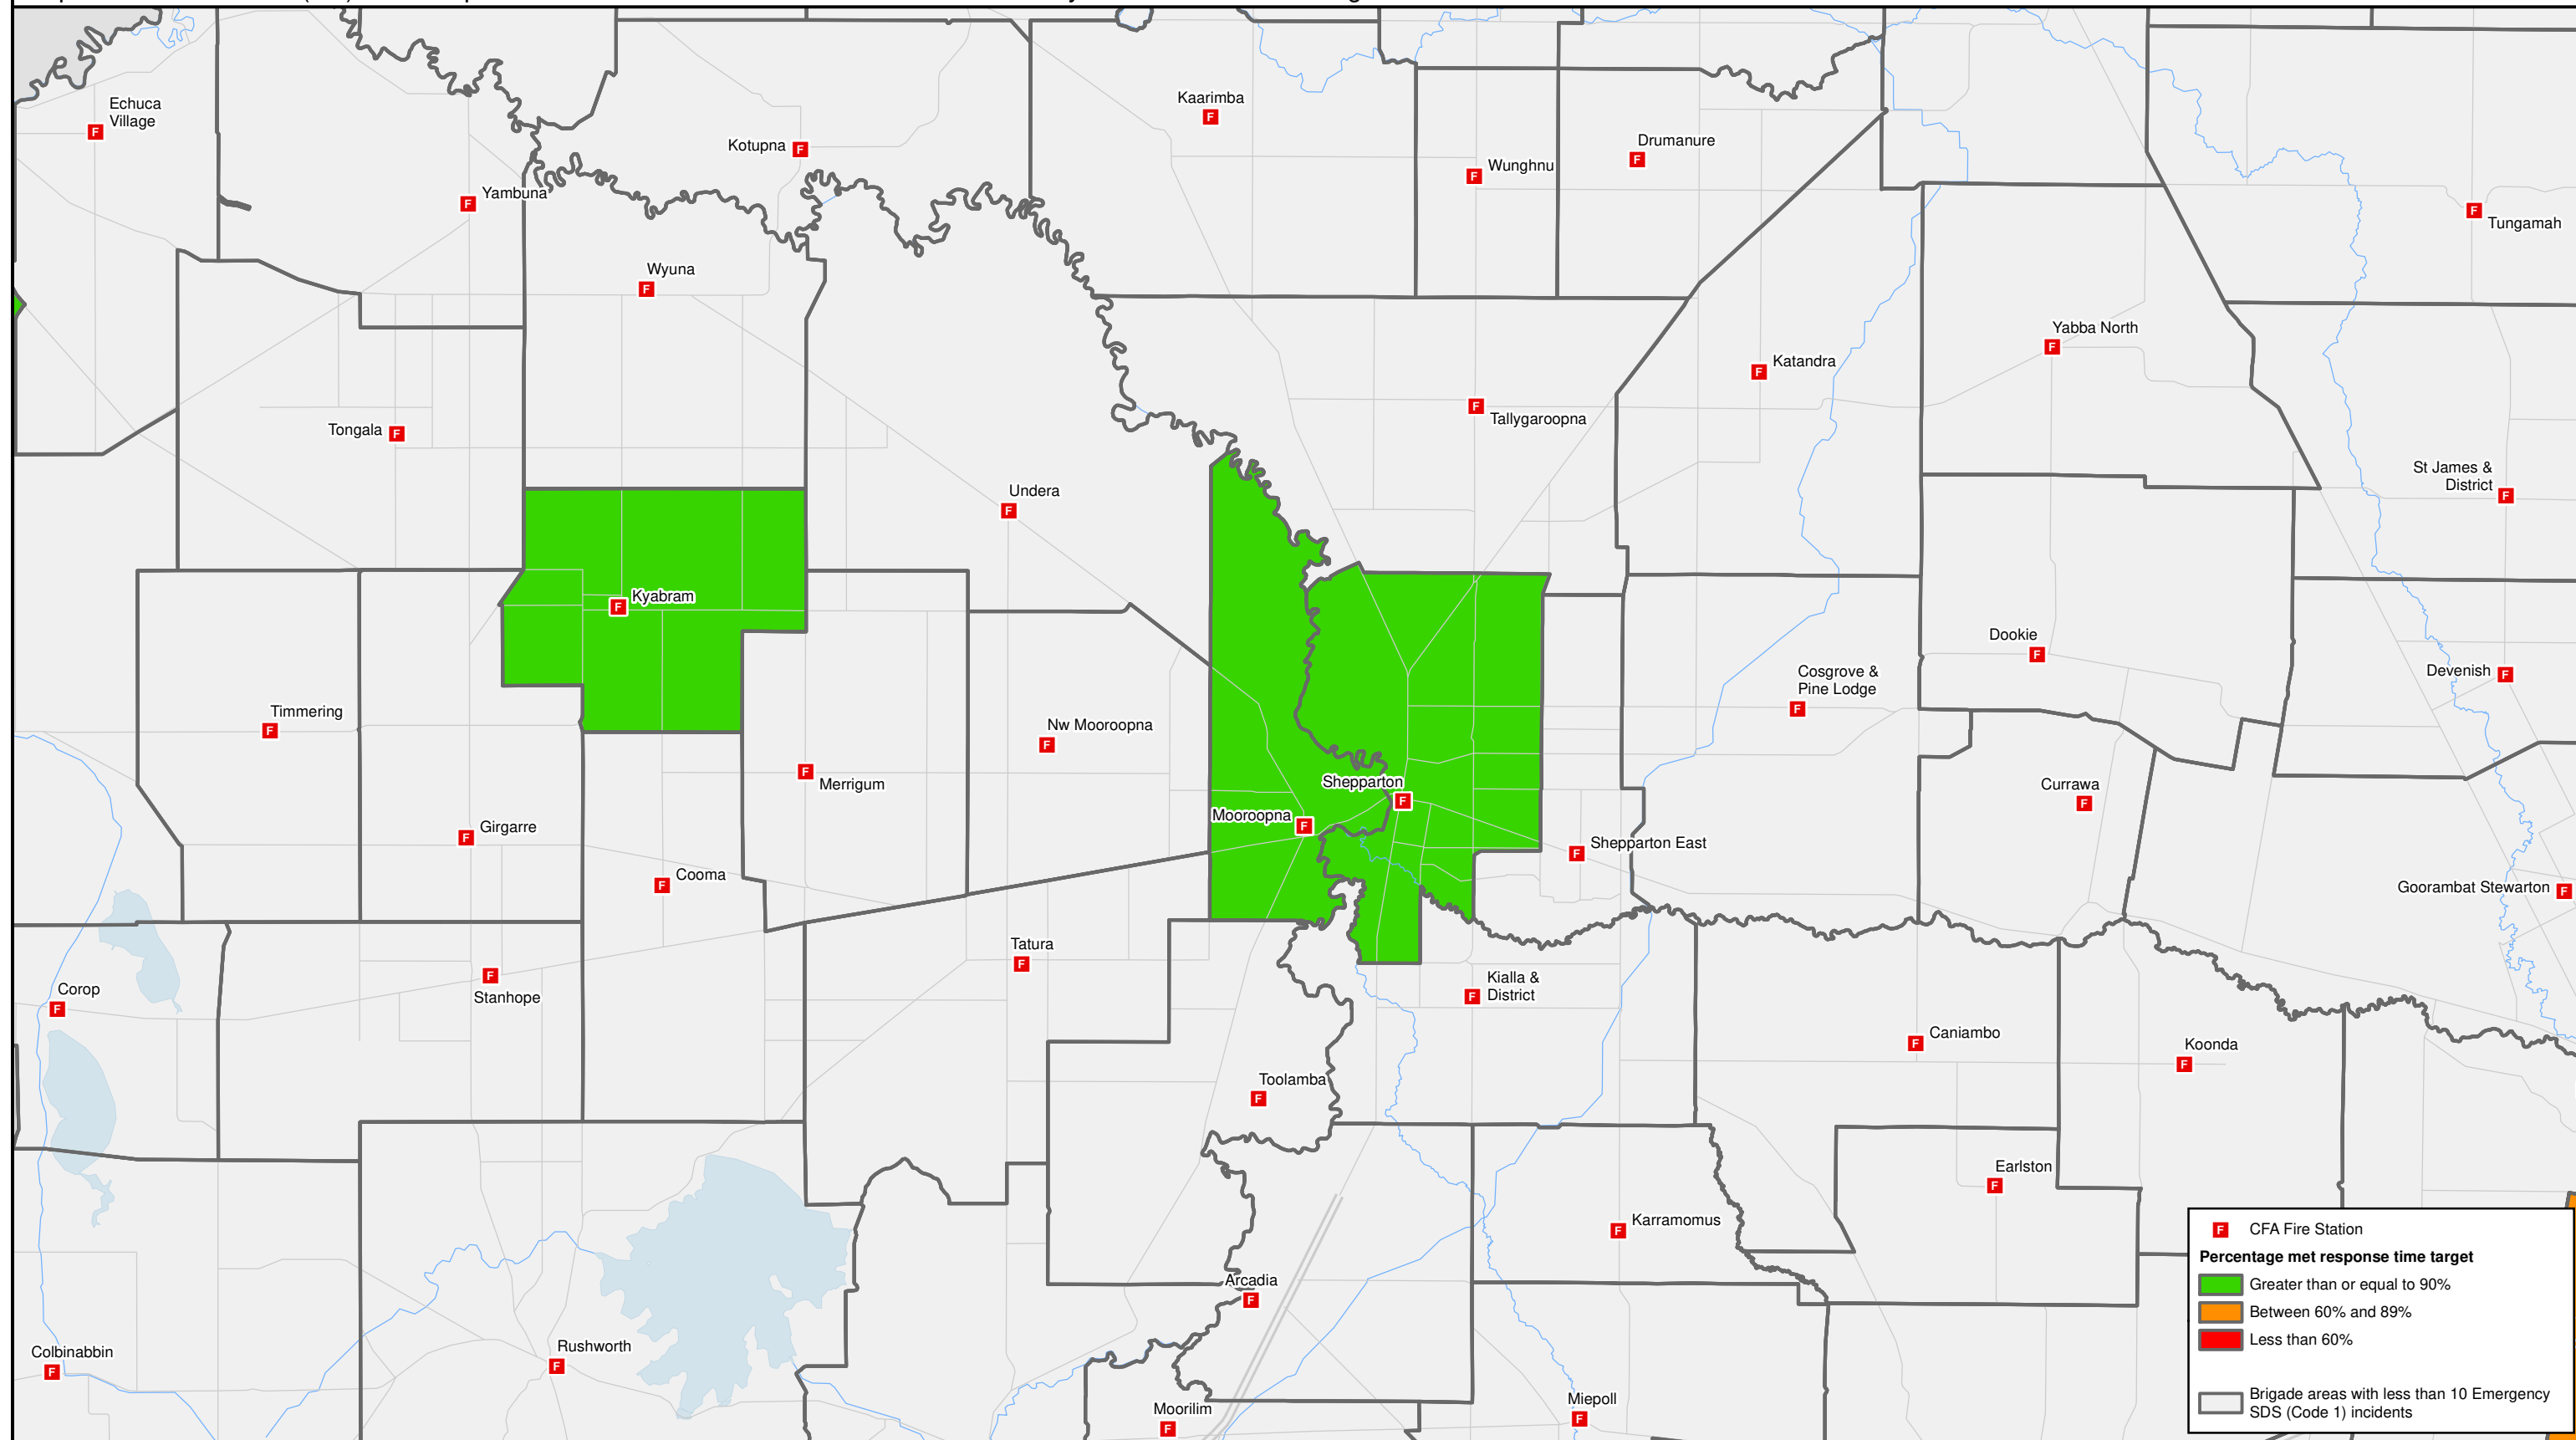 Echuca
Village
Kaarimba
Kotupna
Drumanure
Wunghnu
Yambuna
Tungamah
Wyuna
Yabba North
Katandra
Tallygaroopna
Tongala
St James &
District
Undera
Kyabram
Dookie
Cosgrove &
Pine Lodge
Devenish
Timmering
Nw Mooroopna
Merrigum
Shepparton
Currawa
Mooroopna
Girgarre
Shepparton East
Cooma
Goorambat Stewarton
Tatura
Corop
Stanhope
Kialla &
District
Caniambo
Koonda
Toolamba
Earlston
Karramomus
Arcadia
Rushworth
Colbinabbin
Miepoll
Moorilim
F CFA Fire Station
Percentage met response time target
Greater than or equal to 90%
Between 60% and 89%
Less than 60%
Brigade areas with less than 10 Emergency
SDS (Code 1) incidents